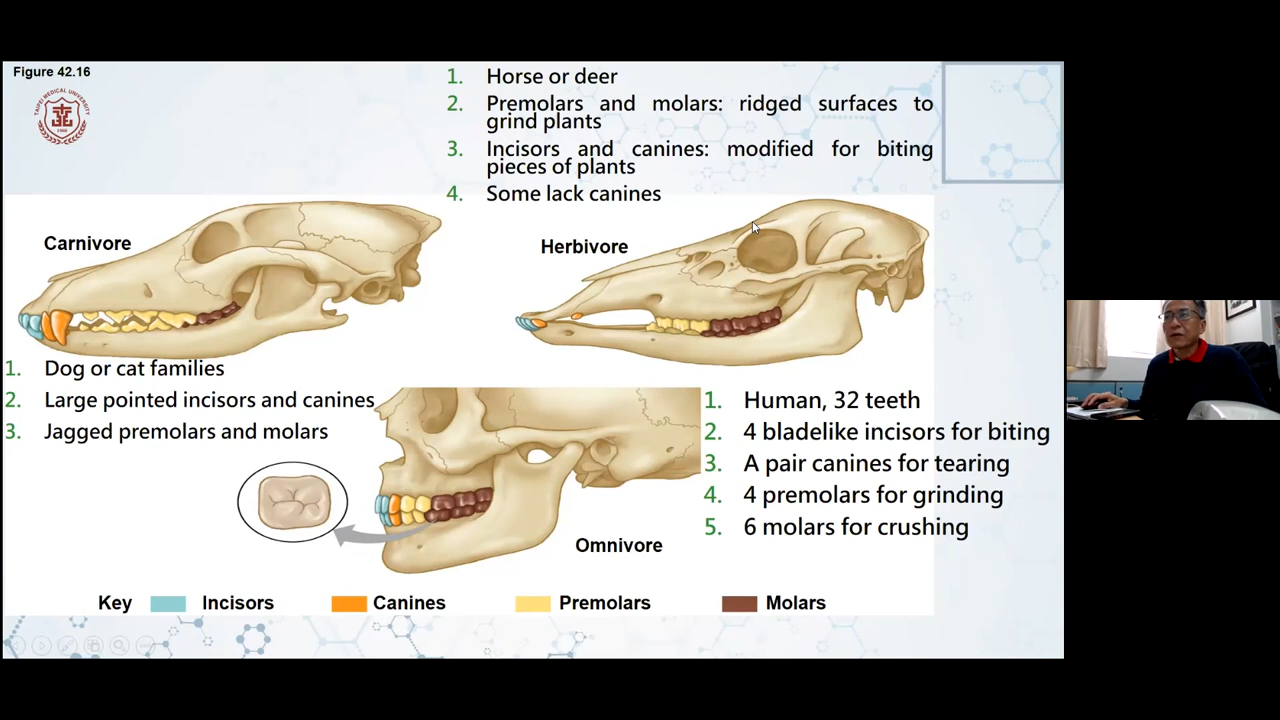 Figure 42.16
TAIPEI MEDICAL UNIVERSITY
1960
1. Horse or deer
2. Premolars and molars: ridged surfaces to
grind plants
3. Incisors and canines: modified for biting
pieces of plants
4. Some lack canines
Carnivore
Herbivore
1. Dog or cat families
2. Large pointed incisors and canines
3. Jagged premolars and molars
1. Human, 32 teeth
2. 4 bladelike incisors for biting
3. A pair canines for tearing
4. 4 premolars for grinding
5. 6 molars for crushing
Omnivore
Key Incisors Canines Premolars Molars